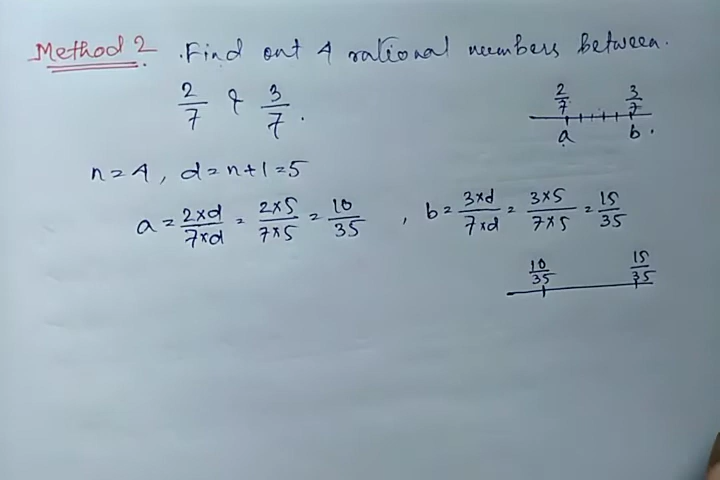 Method 2 .Find out 4 rational numbers between.
2/7 & 3/7.
2/7 3/7
a b.
n=4, d=n+1=5
a = 2×d/7×d = 2×5/7×5 = 10/35 , b = 3×d/7×d = 3×5/7×5 = 15/35
10/35 15/35